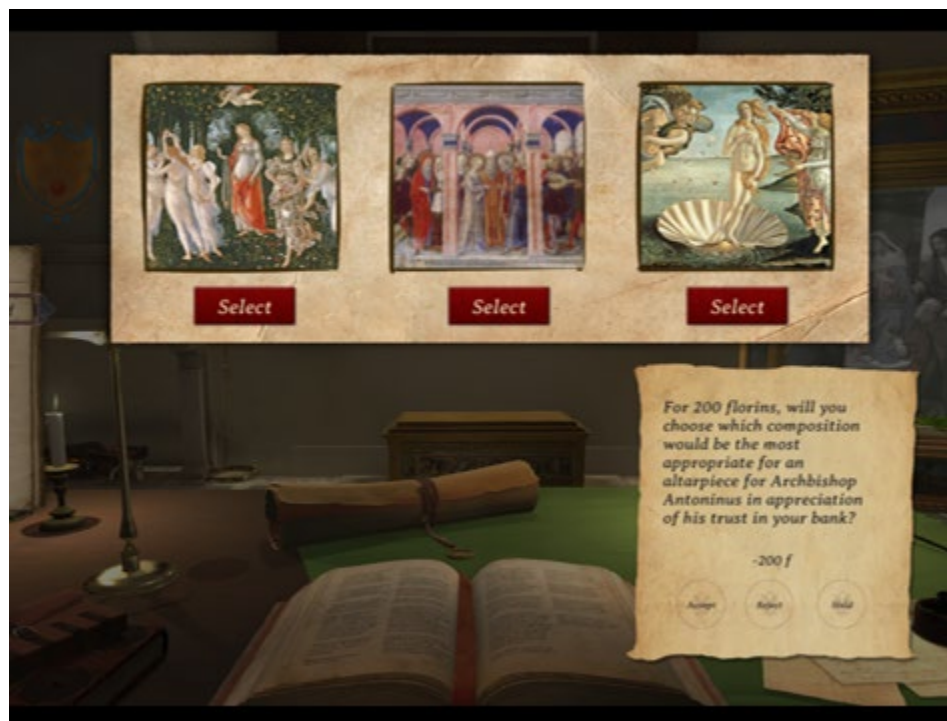 Select
Select
Select
For 200 florins, will you
choose which composition
would be the most
appropriate for an
altarpiece for Archbishop
Antoninus in appreciation
of his trust in your bank?
-200 f
Accept
Reject
Hold